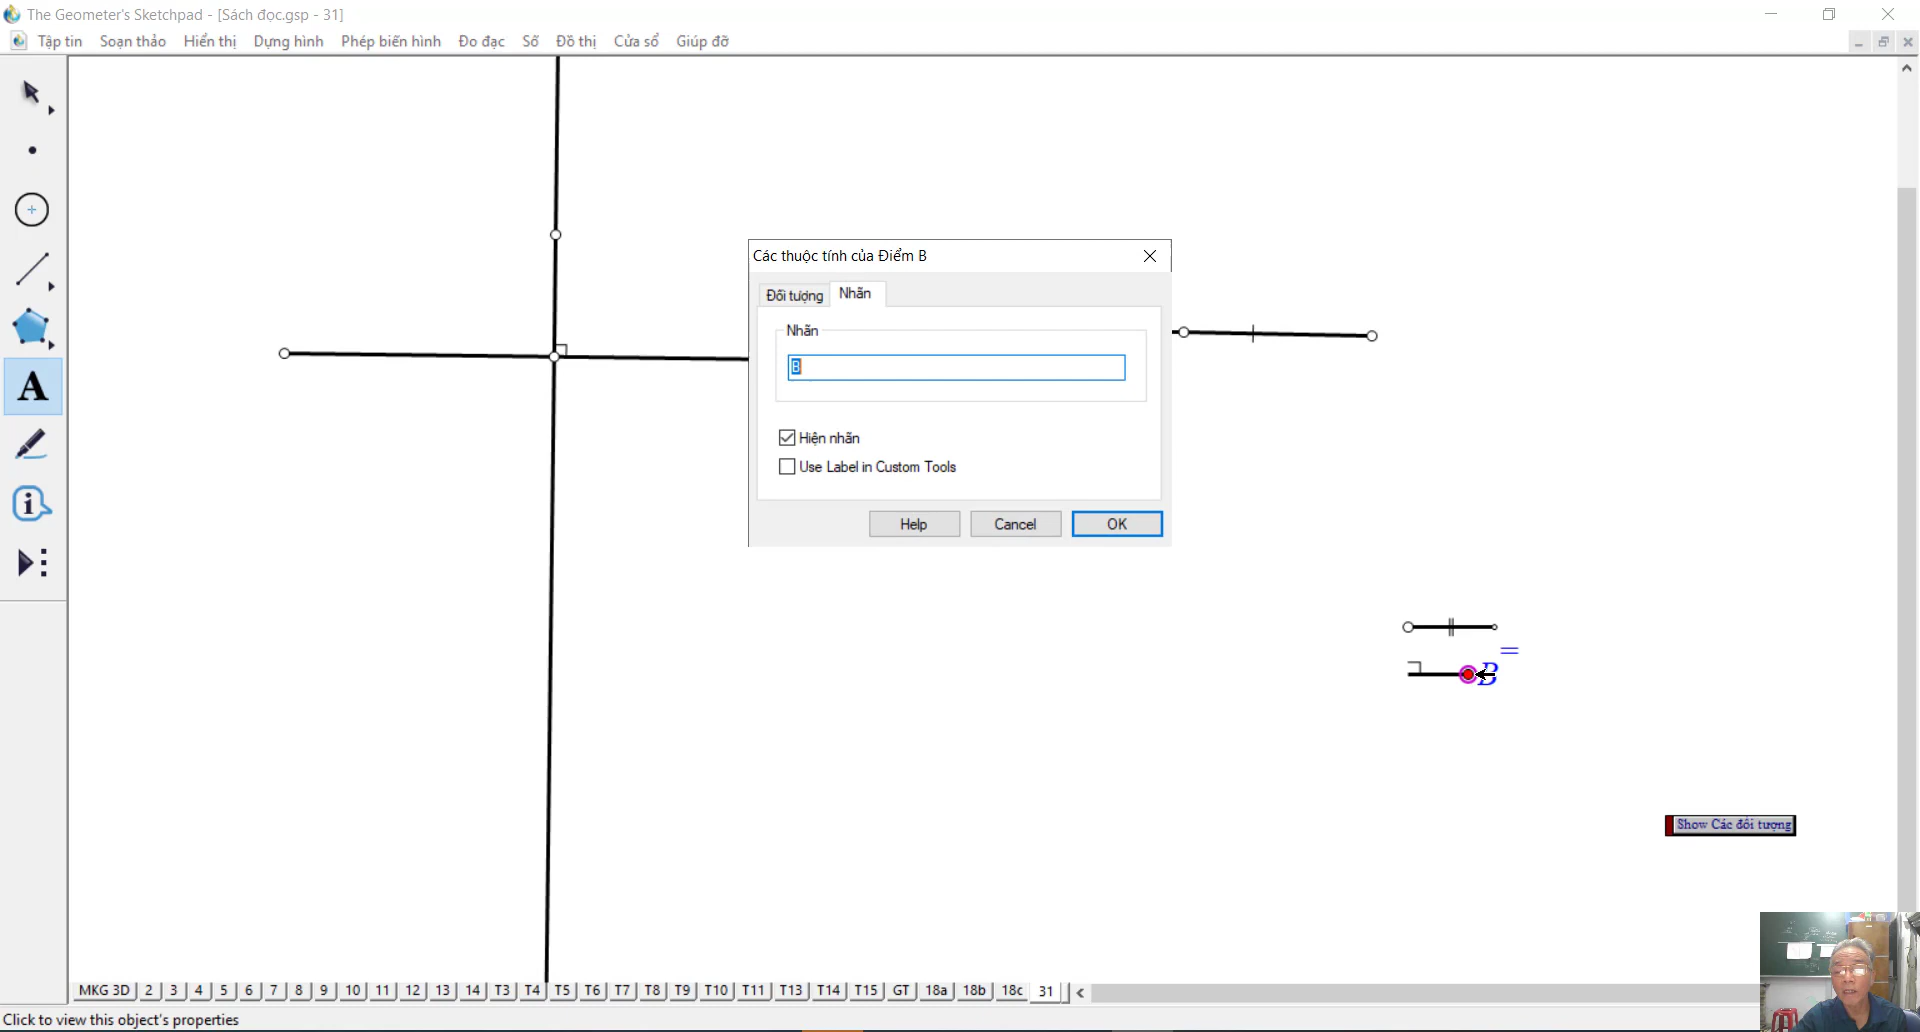 The Geometer's Sketchpad - [Sách đọc.gsp - 31]
Tập tin Soạn thảo Hiển thị Dựng hình Phép biến hình Đo đạc Số Đồ thị Cửa sổ Giúp đỡ
Các thuộc tính của Điểm B
Đối tượng Nhãn
Nhãn
B
Hiện nhãn
Use Label in Custom Tools
Help Cancel OK
A
=
B
Show Các đối tượng
MKG 3D 2 3 4 5 6 7 8 9 10 11 12 13 14 T3 T4 T5 T6 T7 T8 T9 T10 T11 T13 T14 T15 GT 18a 18b 18c 31
Click to view this object's properties